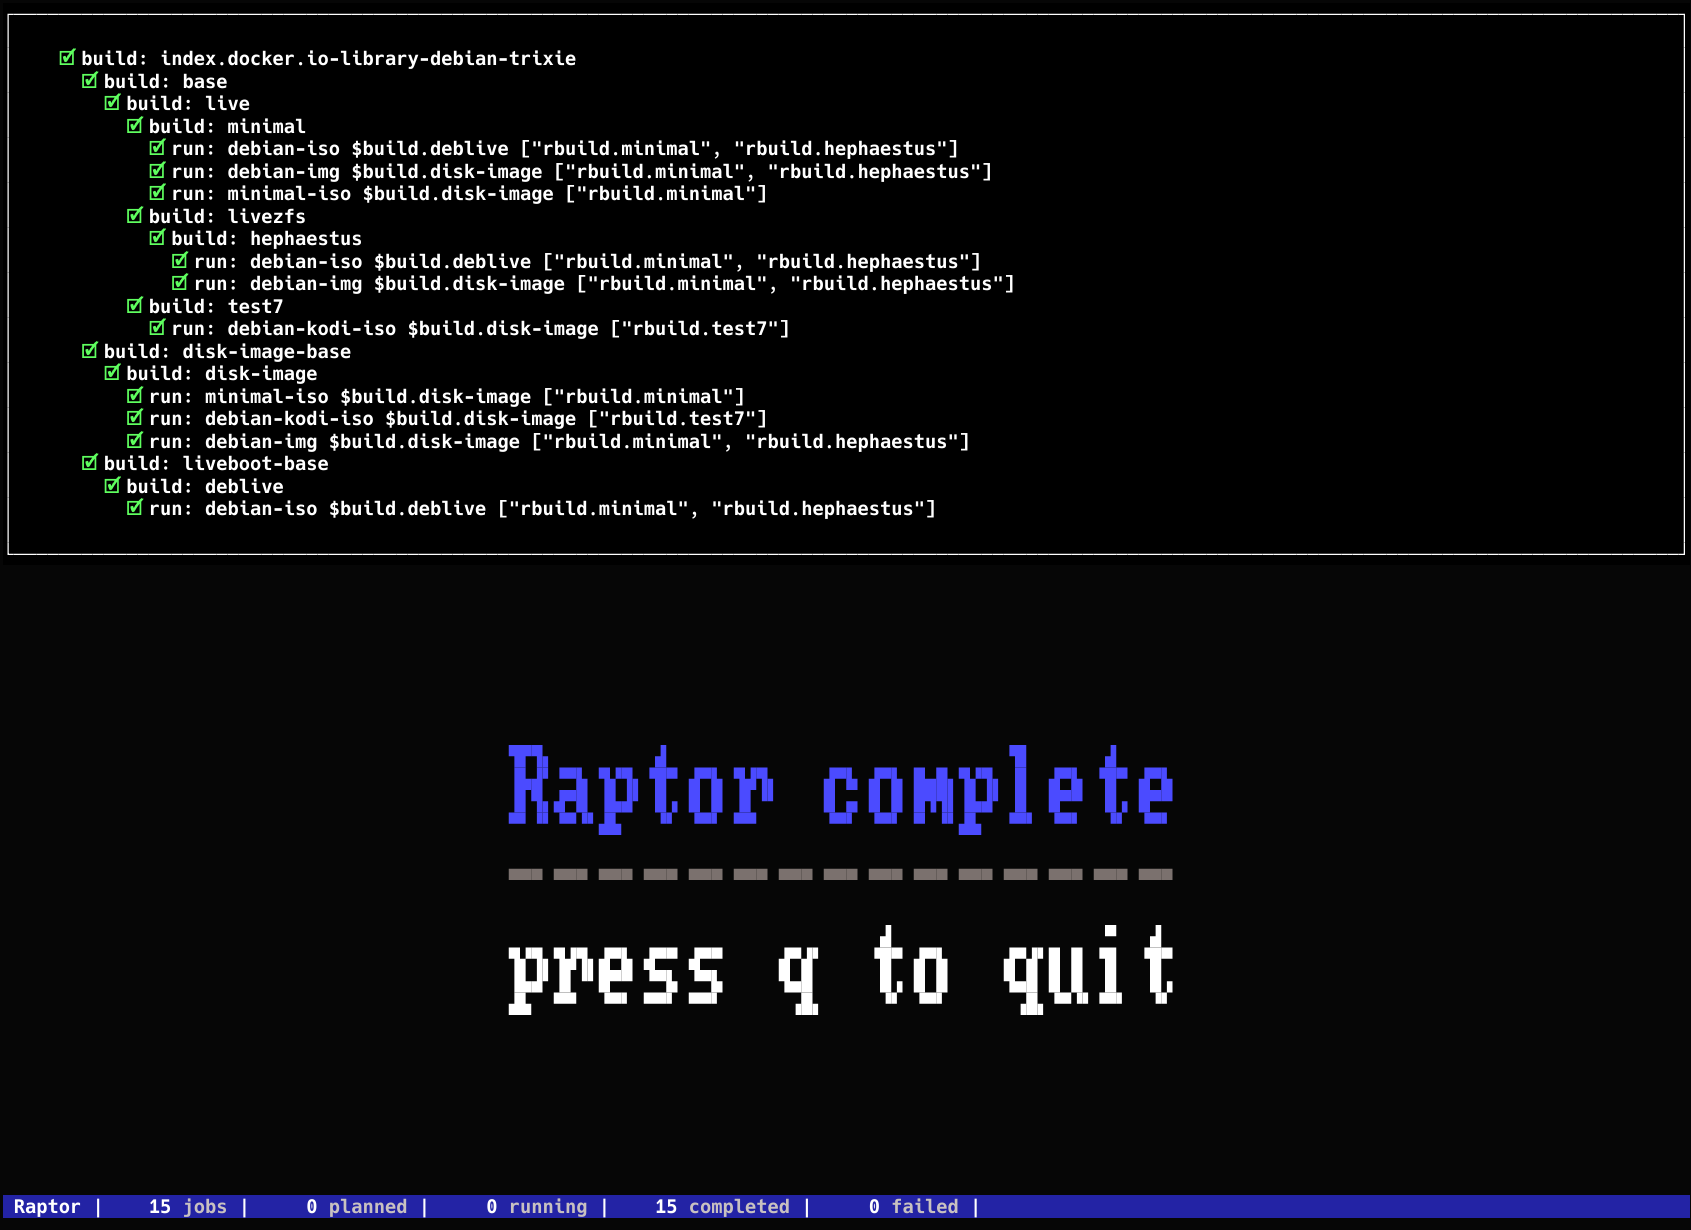 build: index.docker.io-library-debian-trixie
build: base
build: live
build: minimal
run: debian-iso $build.deblive ["rbuild.minimal", "rbuild.hephaestus"]
run: debian-img $build.disk-image ["rbuild.minimal", "rbuild.hephaestus"]
run: minimal-iso $build.disk-image ["rbuild.minimal"]
build: livezfs
build: hephaestus
run: debian-iso $build.deblive ["rbuild.minimal", "rbuild.hephaestus"]
run: debian-img $build.disk-image ["rbuild.minimal", "rbuild.hephaestus"]
build: test7
run: debian-kodi-iso $build.disk-image ["rbuild.test7"]
build: disk-image-base
build: disk-image
run: minimal-iso $build.disk-image ["rbuild.minimal"]
run: debian-kodi-iso $build.disk-image ["rbuild.test7"]
run: debian-img $build.disk-image ["rbuild.minimal", "rbuild.hephaestus"]
build: liveboot-base
build: deblive
run: debian-iso $build.deblive ["rbuild.minimal", "rbuild.hephaestus"]
Raptor complete
---------------
press q to quit
Raptor | 15 jobs | 0 planned | 0 running | 15 completed | 0 failed |